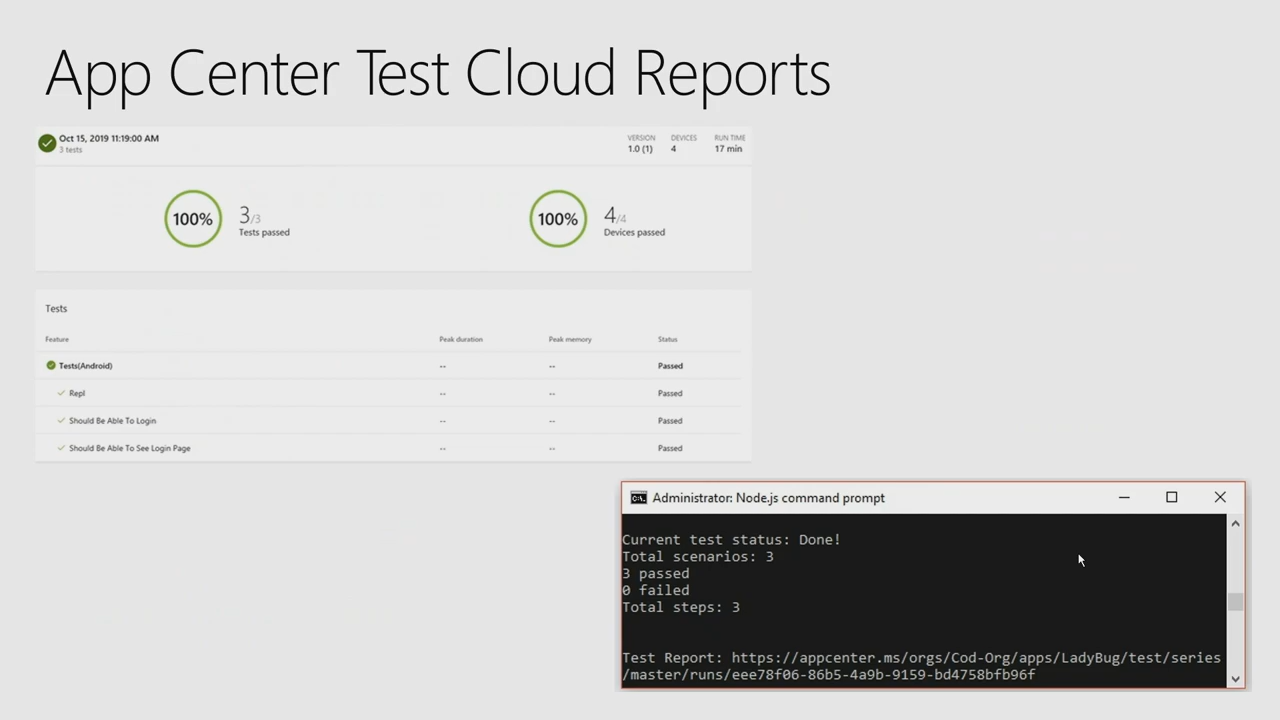 App Center Test Cloud Reports
Oct 15, 2019 11:19:00 AM
3 tests
VERSION DEVICES RUN TIME
1.0 (1) 4 17 min
100% 3/3 Tests passed
100% 4/4 Devices passed
Tests
Feature Peak duration Peak memory Status
Tests(Android) -- -- Passed
Repl -- -- Passed
Should Be Able To Login -- -- Passed
Should Be Able To See Login Page -- -- Passed
Administrator: Node.js command prompt
Current test status: Done!
Total scenarios: 3
3 passed
0 failed
Total steps: 3
Test Report: https://appcenter.ms/orgs/Cod-Org/apps/LadyBug/test/series
/master/runs/eee78f06-86b5-4a9b-9159-bd4758bfb96f